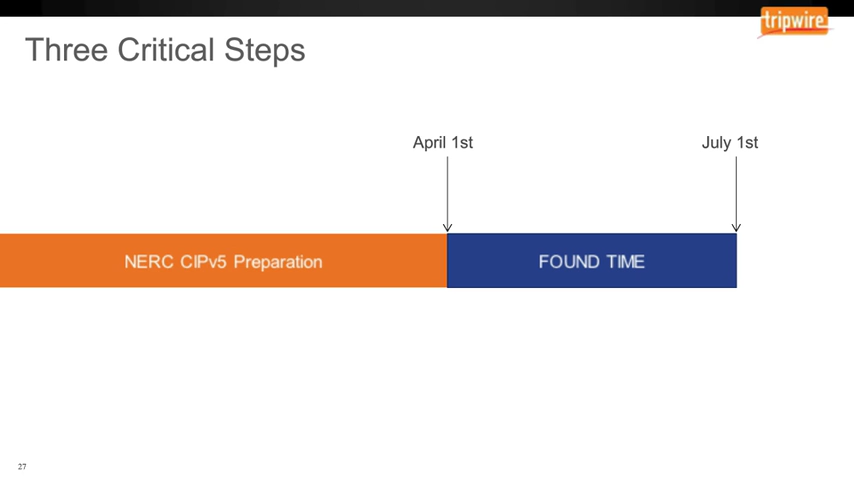 tripwire
Three Critical Steps
April 1st
July 1st
NERC CIPv5 Preparation
FOUND TIME
27